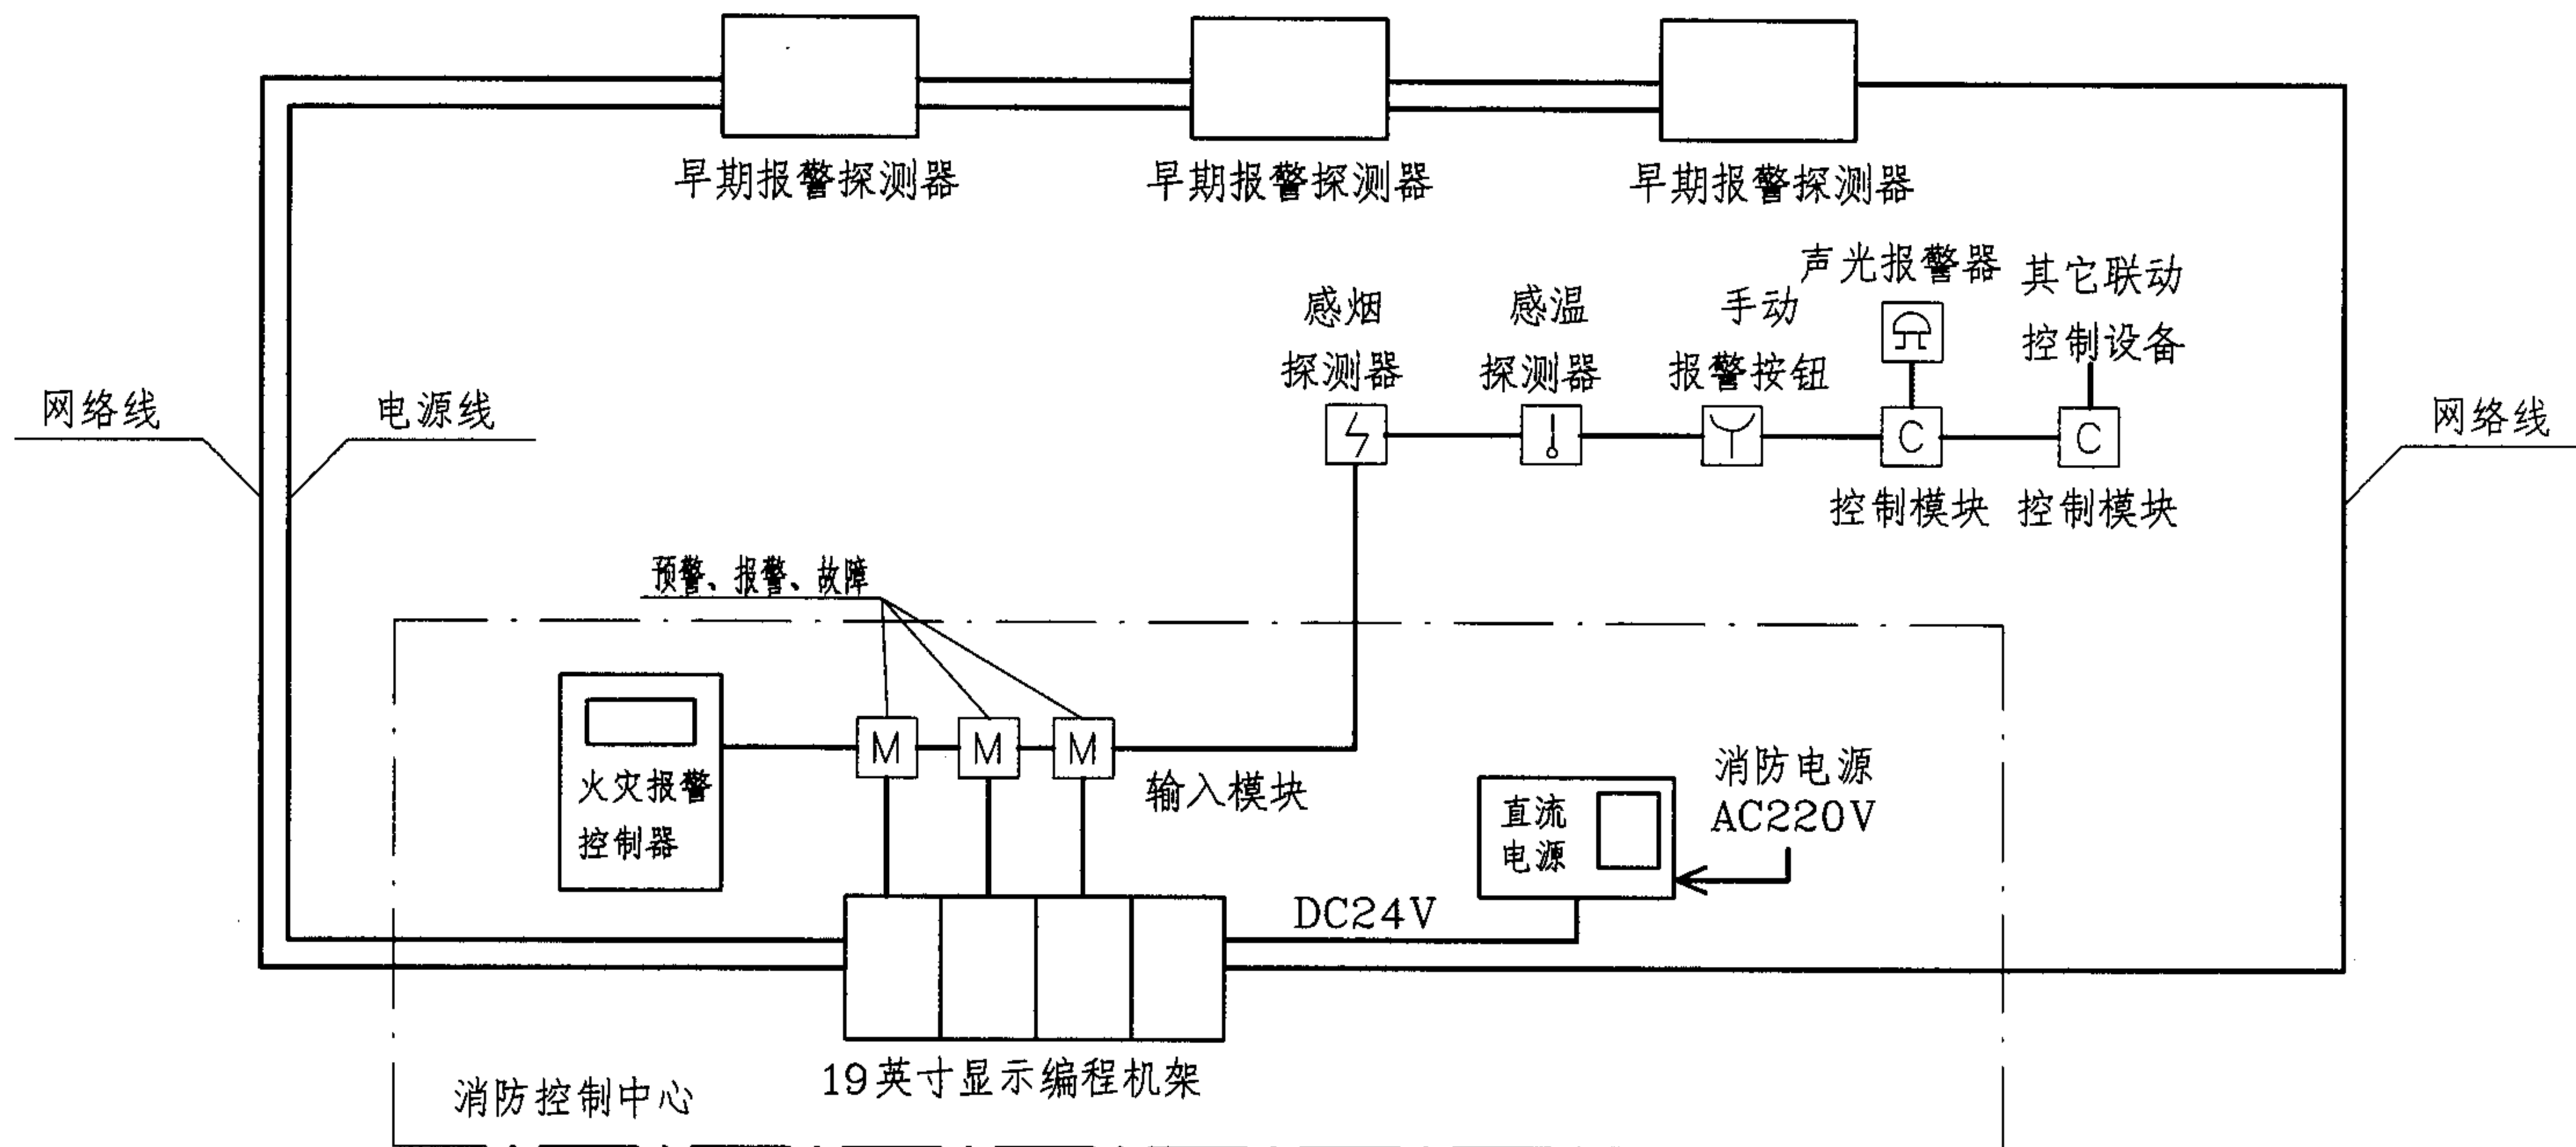 早期报警探测器
早期报警探测器
早期报警探测器
声光报警器
其它联动
控制设备
感烟
探测器
感温
探测器
手动
报警按钮
网络线
电源线
网络线
C
C
控制模块
控制模块
预警、报警、故障
M
M
M
火灾报警
控制器
输入模块
直流
电源
消防电源
AC220V
DC24V
19英寸显示编程机架
消防控制中心